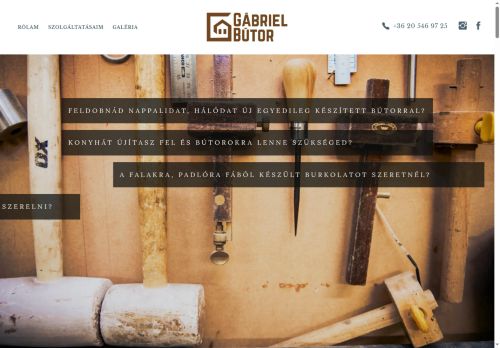 RÓLAM SZOLGÁLTATÁSAIM GALÉRIA
GÁBRIEL
BÚTOR
+36 20 546 97 25
FELDOBNÁD NAPPALIDAT, HÁLÓDAT ÚJ EGYEDILEG KÉSZÍTETT BÚTORRAL?
KONYHÁT ÚJÍTASZ FEL ÉS BÚTOROKRA LENNE SZÜKSÉGED?
A FALAKRA, PADLÓRA FÁBÓL KÉSZÜLT BURKOLATOT SZERETNÉL?
SZERELNI?
XO